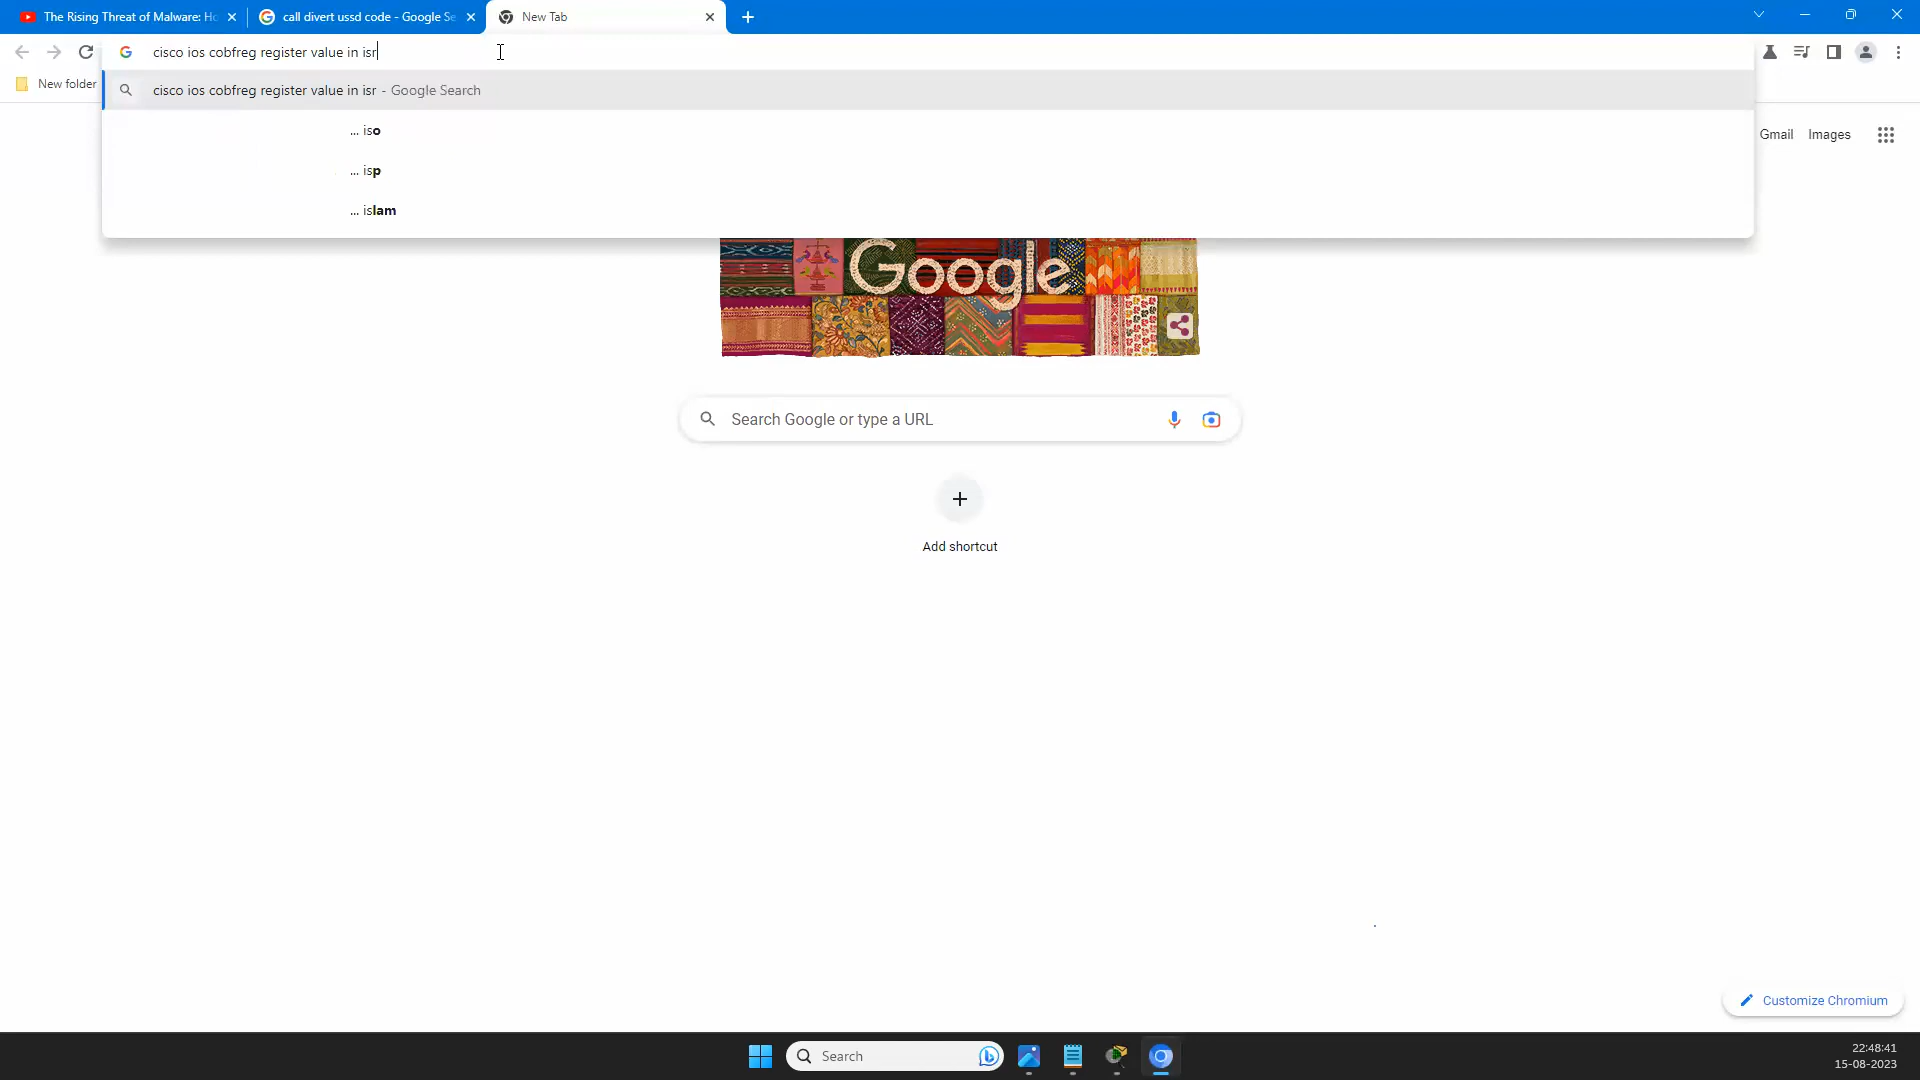 The Rising Threat of Malware: Ho
call divert ussd code - Google Se
New Tab
cisco ios cobfreg register value in isr
New folder
cisco ios cobfreg register value in isr - Google Search
... iso
... isp
... islam
Gmail
Images
Google
Search Google or type a URL
Add shortcut
Customize Chromium
Search
22:48:41
15-08-2023